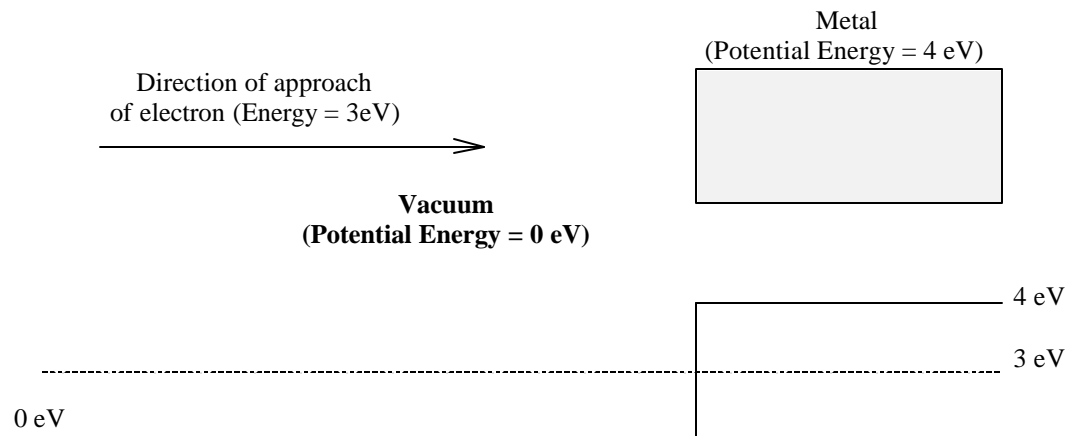 Metal
(Potential Energy = 4 eV)
Direction of approach
of electron (Energy = 3eV)
Vacuum
(Potential Energy = 0 eV)
4 eV
3 eV
0 eV